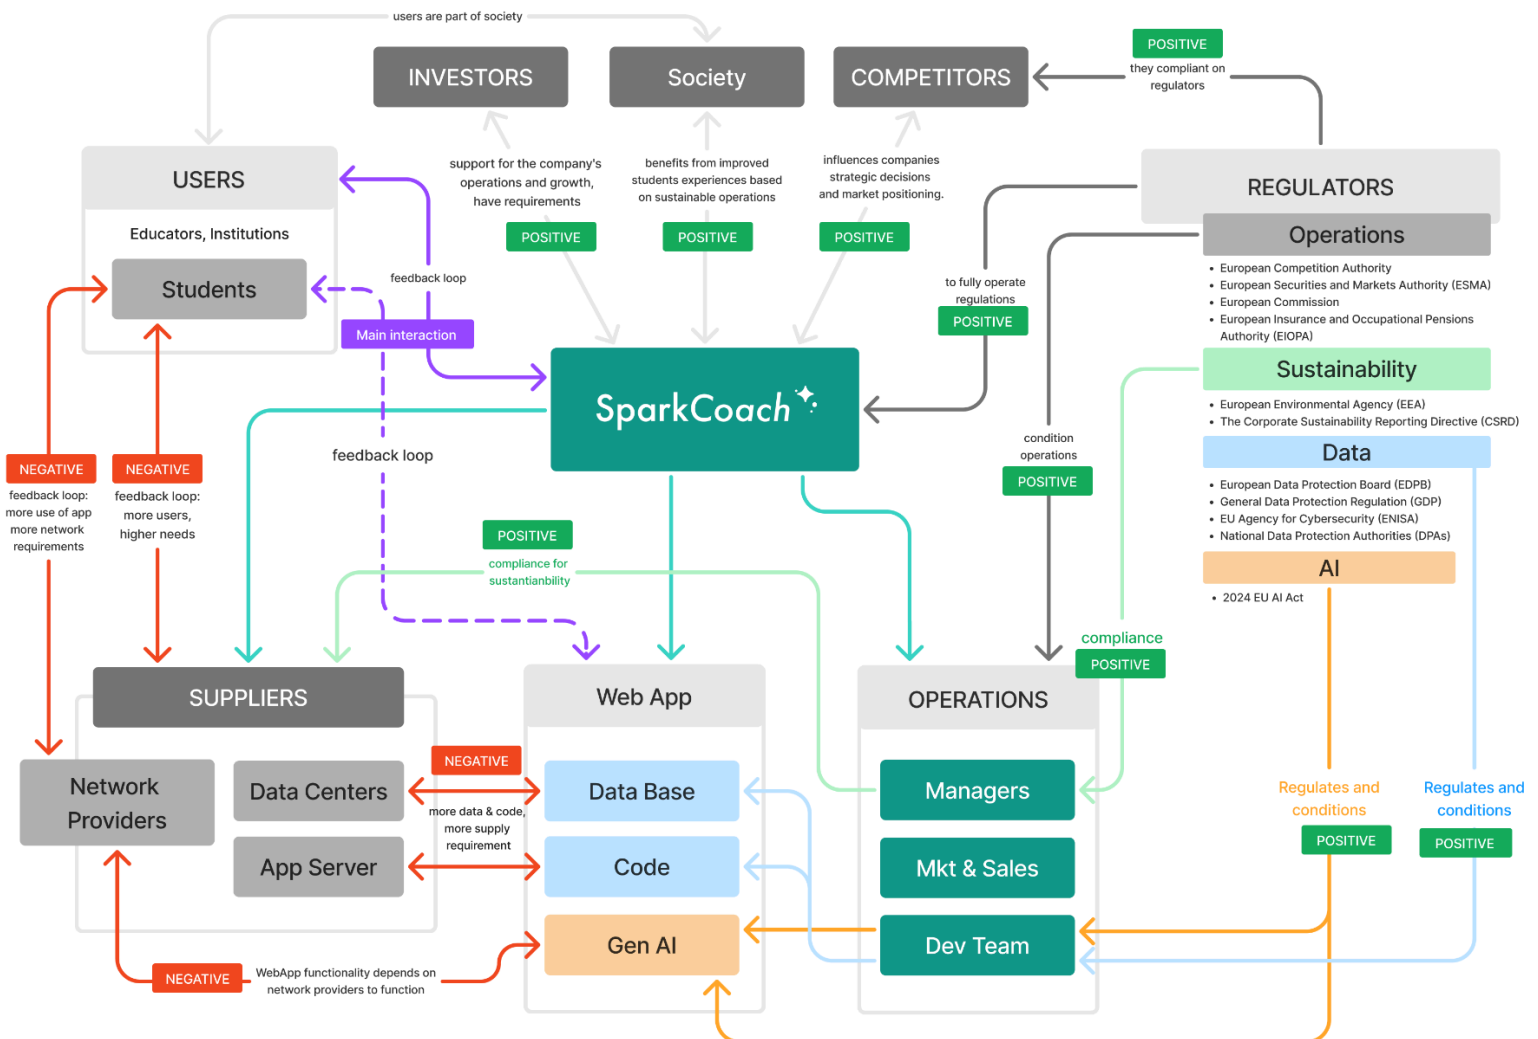 users are part of society
INVESTORS
Society
COMPETITORS
POSITIVE
they compliant on
regulators
USERS
Educators, Institutions
Students
support for the company's
operations and growth,
have requirements
POSITIVE
benefits from improved
students experiences based
on sustainable operations
POSITIVE
influences companies
strategic decisions
and market positioning.
POSITIVE
REGULATORS
Operations
• European Competition Authority
• European Securities and Markets Authority (ESMA)
• European Commission
• European Insurance and Occupational Pensions
Authority (EIOPA)
Sustainability
• European Environmental Agency (EEA)
• The Corporate Sustainability Reporting Directive (CSRD)
Data
• European Data Protection Board (EDPB)
• General Data Protection Regulation (GDP)
• EU Agency for Cybersecurity (ENISA)
• National Data Protection Authorities (DPAs)
AI
• 2024 EU AI Act
feedback loop
Main interaction
to fully operate
regulations
POSITIVE
SparkCoach
feedback loop
condition
operations
POSITIVE
NEGATIVE
feedback loop:
more use of app
more network
requirements
NEGATIVE
feedback loop:
more users,
higher needs
POSITIVE
compliance for
sustantianbility
compliance
POSITIVE
SUPPLIERS
Network
Providers
Data Centers
App Server
NEGATIVE
more data & code,
more supply
requirement
Web App
Data Base
Code
Gen AI
OPERATIONS
Managers
Mkt & Sales
Dev Team
Regulates and
conditions
POSITIVE
Regulates and
conditions
POSITIVE
NEGATIVE
WebApp functionality depends on
network providers to function